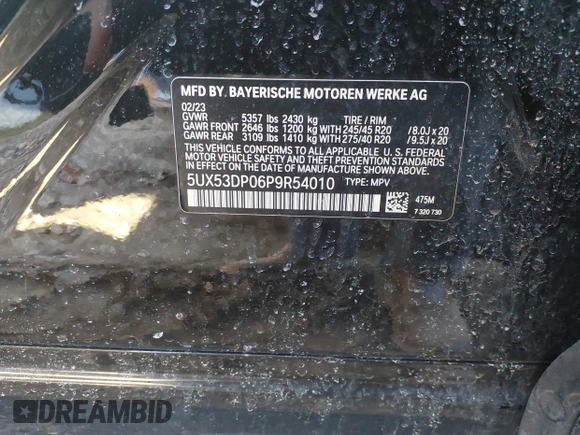 MFD BY. BAYERISCHE MOTOREN WERKE AG
02/23
GVWR 5357 lbs 2430 kg TIRE / RIM
GAWR FRONT 2646 lbs 1200 kg WITH 245/45 R20 /8.0J x 20
GAWR REAR 3109 lbs 1410 kg WITH 275/40 R20 /9.5J x 20
THIS VEHICLE CONFORMS TO ALL APPLICABLE U. S. FEDERAL
MOTOR VEHICLE SAFETY AND THEFT PREVENTION STANDARDS
IN EFFECT ON THE DATE OF MANUFACTURE SHOWN ABOVE.
5UX53DP06P9R54010 TYPE: MPV
475M
7 320 730
DREAMBID